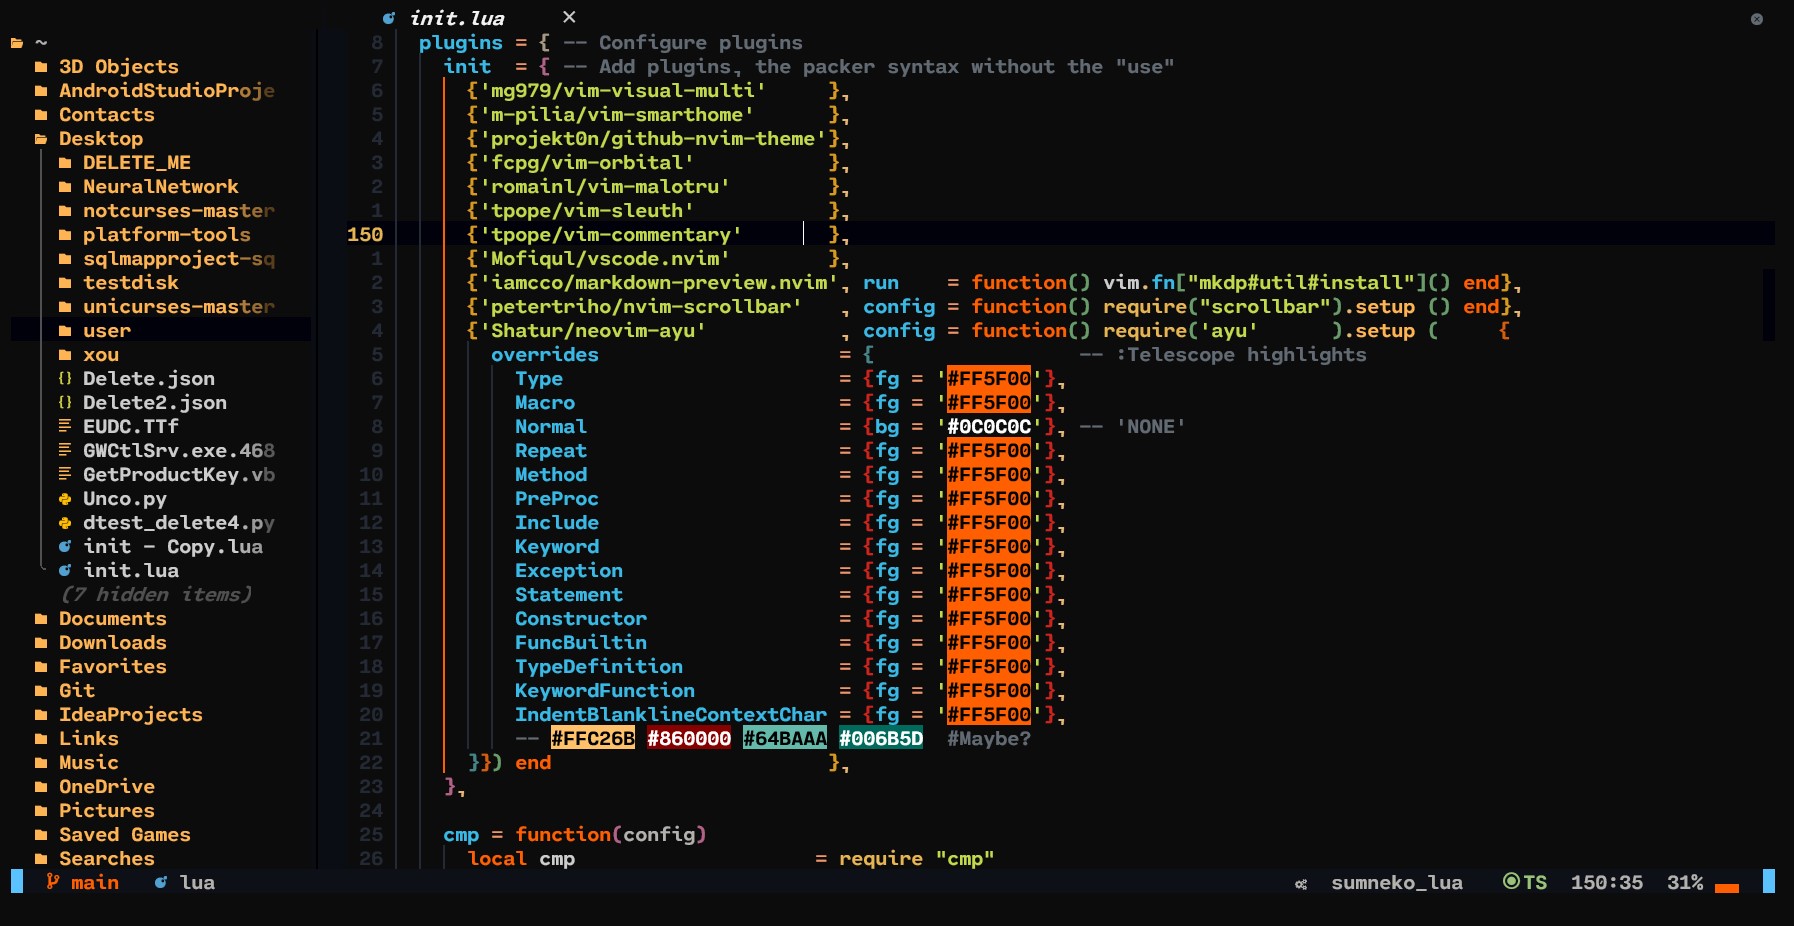 init.lua ✕
~
3D Objects
AndroidStudioProje
Contacts
Desktop
DELETE_ME
NeuralNetwork
notcurses-master
platform-tools
sqlmapproject-sq
testdisk
unicurses-master
user
xou
{} Delete.json
{} Delete2.json
EUDC.TTf
GWCtlSrv.exe.468
GetProductKey.vb
Unco.py
dtest_delete4.py
init - Copy.lua
init.lua
(7 hidden items)
Documents
Downloads
Favorites
Git
IdeaProjects
Links
Music
OneDrive
Pictures
Saved Games
Searches
8 plugins = { -- Configure plugins
7 init  = { -- Add plugins, the packer syntax without the "use"
6 {'mg979/vim-visual-multi'     },
5 {'m-pilia/vim-smarthome'      },
4 {'projekt0n/github-nvim-theme'},
3 {'fcpg/vim-orbital'           },
2 {'romainl/vim-malotru'        },
1 {'tpope/vim-sleuth'           },
150 {'tpope/vim-commentary'       },
1 {'Mofiqul/vscode.nvim'        },
2 {'iamcco/markdown-preview.nvim', run    = function() vim.fn["mkdp#util#install"]() end},
3 {'petertriho/nvim-scrollbar'   , config = function() require("scrollbar").setup () end},
4 {'Shatur/neovim-ayu'           , config = function() require('ayu'      ).setup (     {
5 overrides                    = {                 -- :Telescope highlights
6 Type                       = {fg = '#FF5F00'},
7 Macro                      = {fg = '#FF5F00'},
8 Normal                     = {bg = '#0C0C0C'}, -- 'NONE'
9 Repeat                     = {fg = '#FF5F00'},
10 Method                     = {fg = '#FF5F00'},
11 PreProc                    = {fg = '#FF5F00'},
12 Include                    = {fg = '#FF5F00'},
13 Keyword                    = {fg = '#FF5F00'},
14 Exception                  = {fg = '#FF5F00'},
15 Statement                  = {fg = '#FF5F00'},
16 Constructor                = {fg = '#FF5F00'},
17 FuncBuiltin                = {fg = '#FF5F00'},
18 TypeDefinition             = {fg = '#FF5F00'},
19 KeywordFunction            = {fg = '#FF5F00'},
20 IndentBlanklineContextChar = {fg = '#FF5F00'},
21 -- #FFC26B #860000 #64BAAA #006B5D  #Maybe?
22 }}) end                       },
23 },
24
25 cmp = function(config)
26 local cmp                    = require "cmp"
main lua sumneko_lua TS 150:35 31%